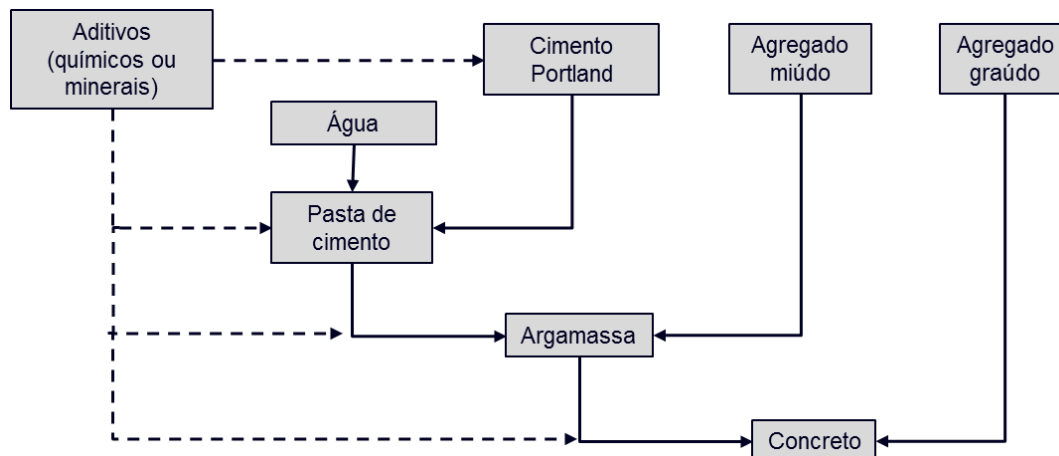 Aditivos
(químicos ou
minerais)
Cimento
Portland
Agregado
miúdo
Agregado
graúdo
Água
Pasta de
cimento
Argamassa
Concreto